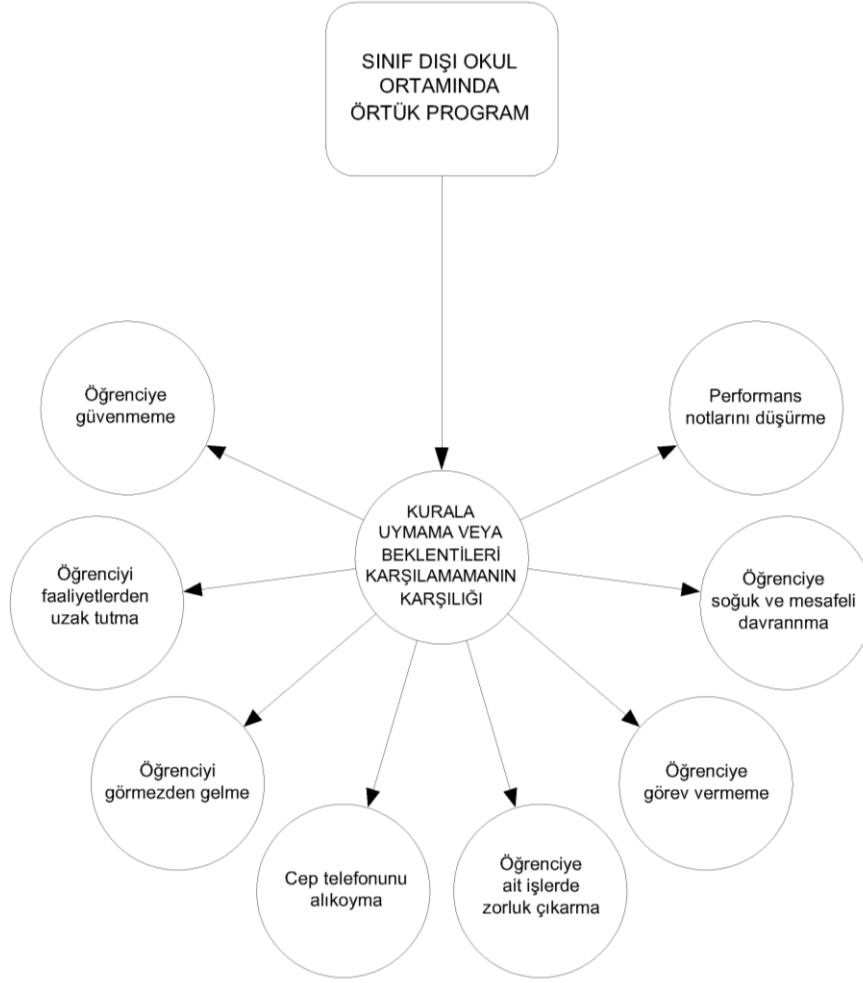 SINIF DIŞI OKUL
ORTAMINDA
ÖRTÜK PROGRAM
Öğrenciye
güvenmeme
Performans
notlarını düşürme
KURALA
UYMAMA VEYA
BEKLENTİLERİ
KARŞILAMAMANIN
KARŞILIĞI
Öğrenciyi
faaliyetlerden
uzak tutma
Öğrenciye
soğuk ve mesafeli
davrannma
Öğrenciyi
görmezden gelme
Öğrenciye
görev vermeme
Cep telefonunu
alıkoyma
Öğrenciye
ait işlerde
zorluk çıkarma